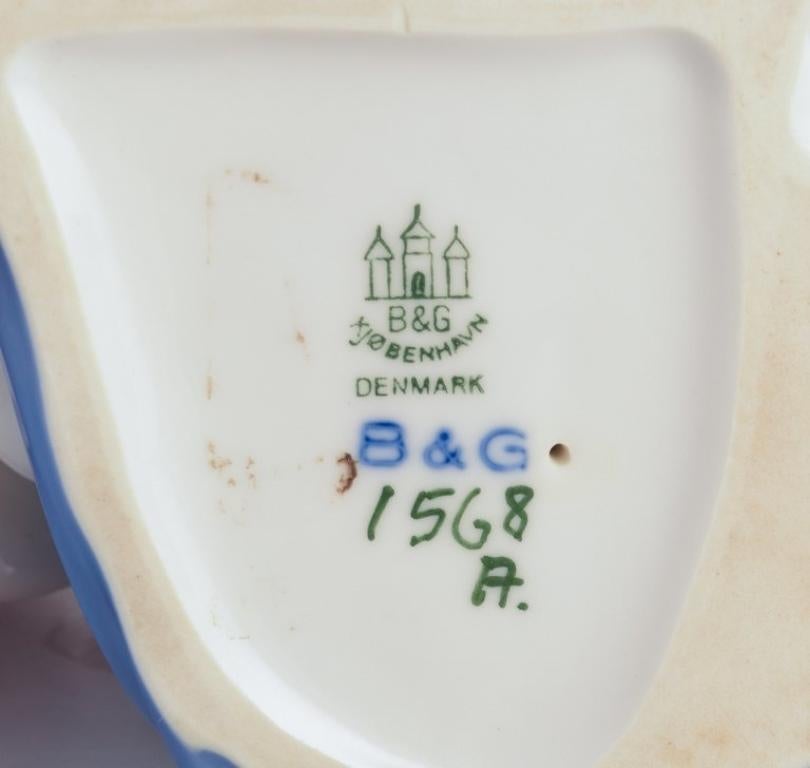 B&G
KJØBENHAVN
DENMARK
B & G
1568
A.